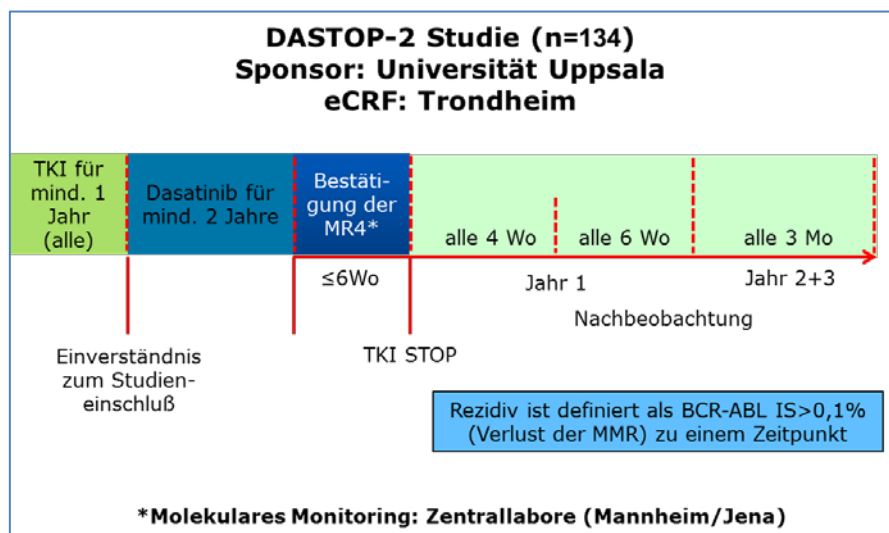 DASTOP-2 Studie (n=134)
Sponsor: Universität Uppsala
eCRF: Trondheim
TKI für
mind. 1
Jahr
(alle)
Dasatinib für
mind. 2 Jahre
Bestäti-
gung der
MR4*
alle 4 Wo
alle 6 Wo
alle 3 Mo
≤6Wo
Jahr 1
Jahr 2+3
Nachbeobachtung
Einverständnis
zum Studien-
einschluß
TKI STOP
Rezidiv ist definiert als BCR-ABL IS>0,1%
(Verlust der MMR) zu einem Zeitpunkt
*Molekulares Monitoring: Zentrallabore (Mannheim/Jena)